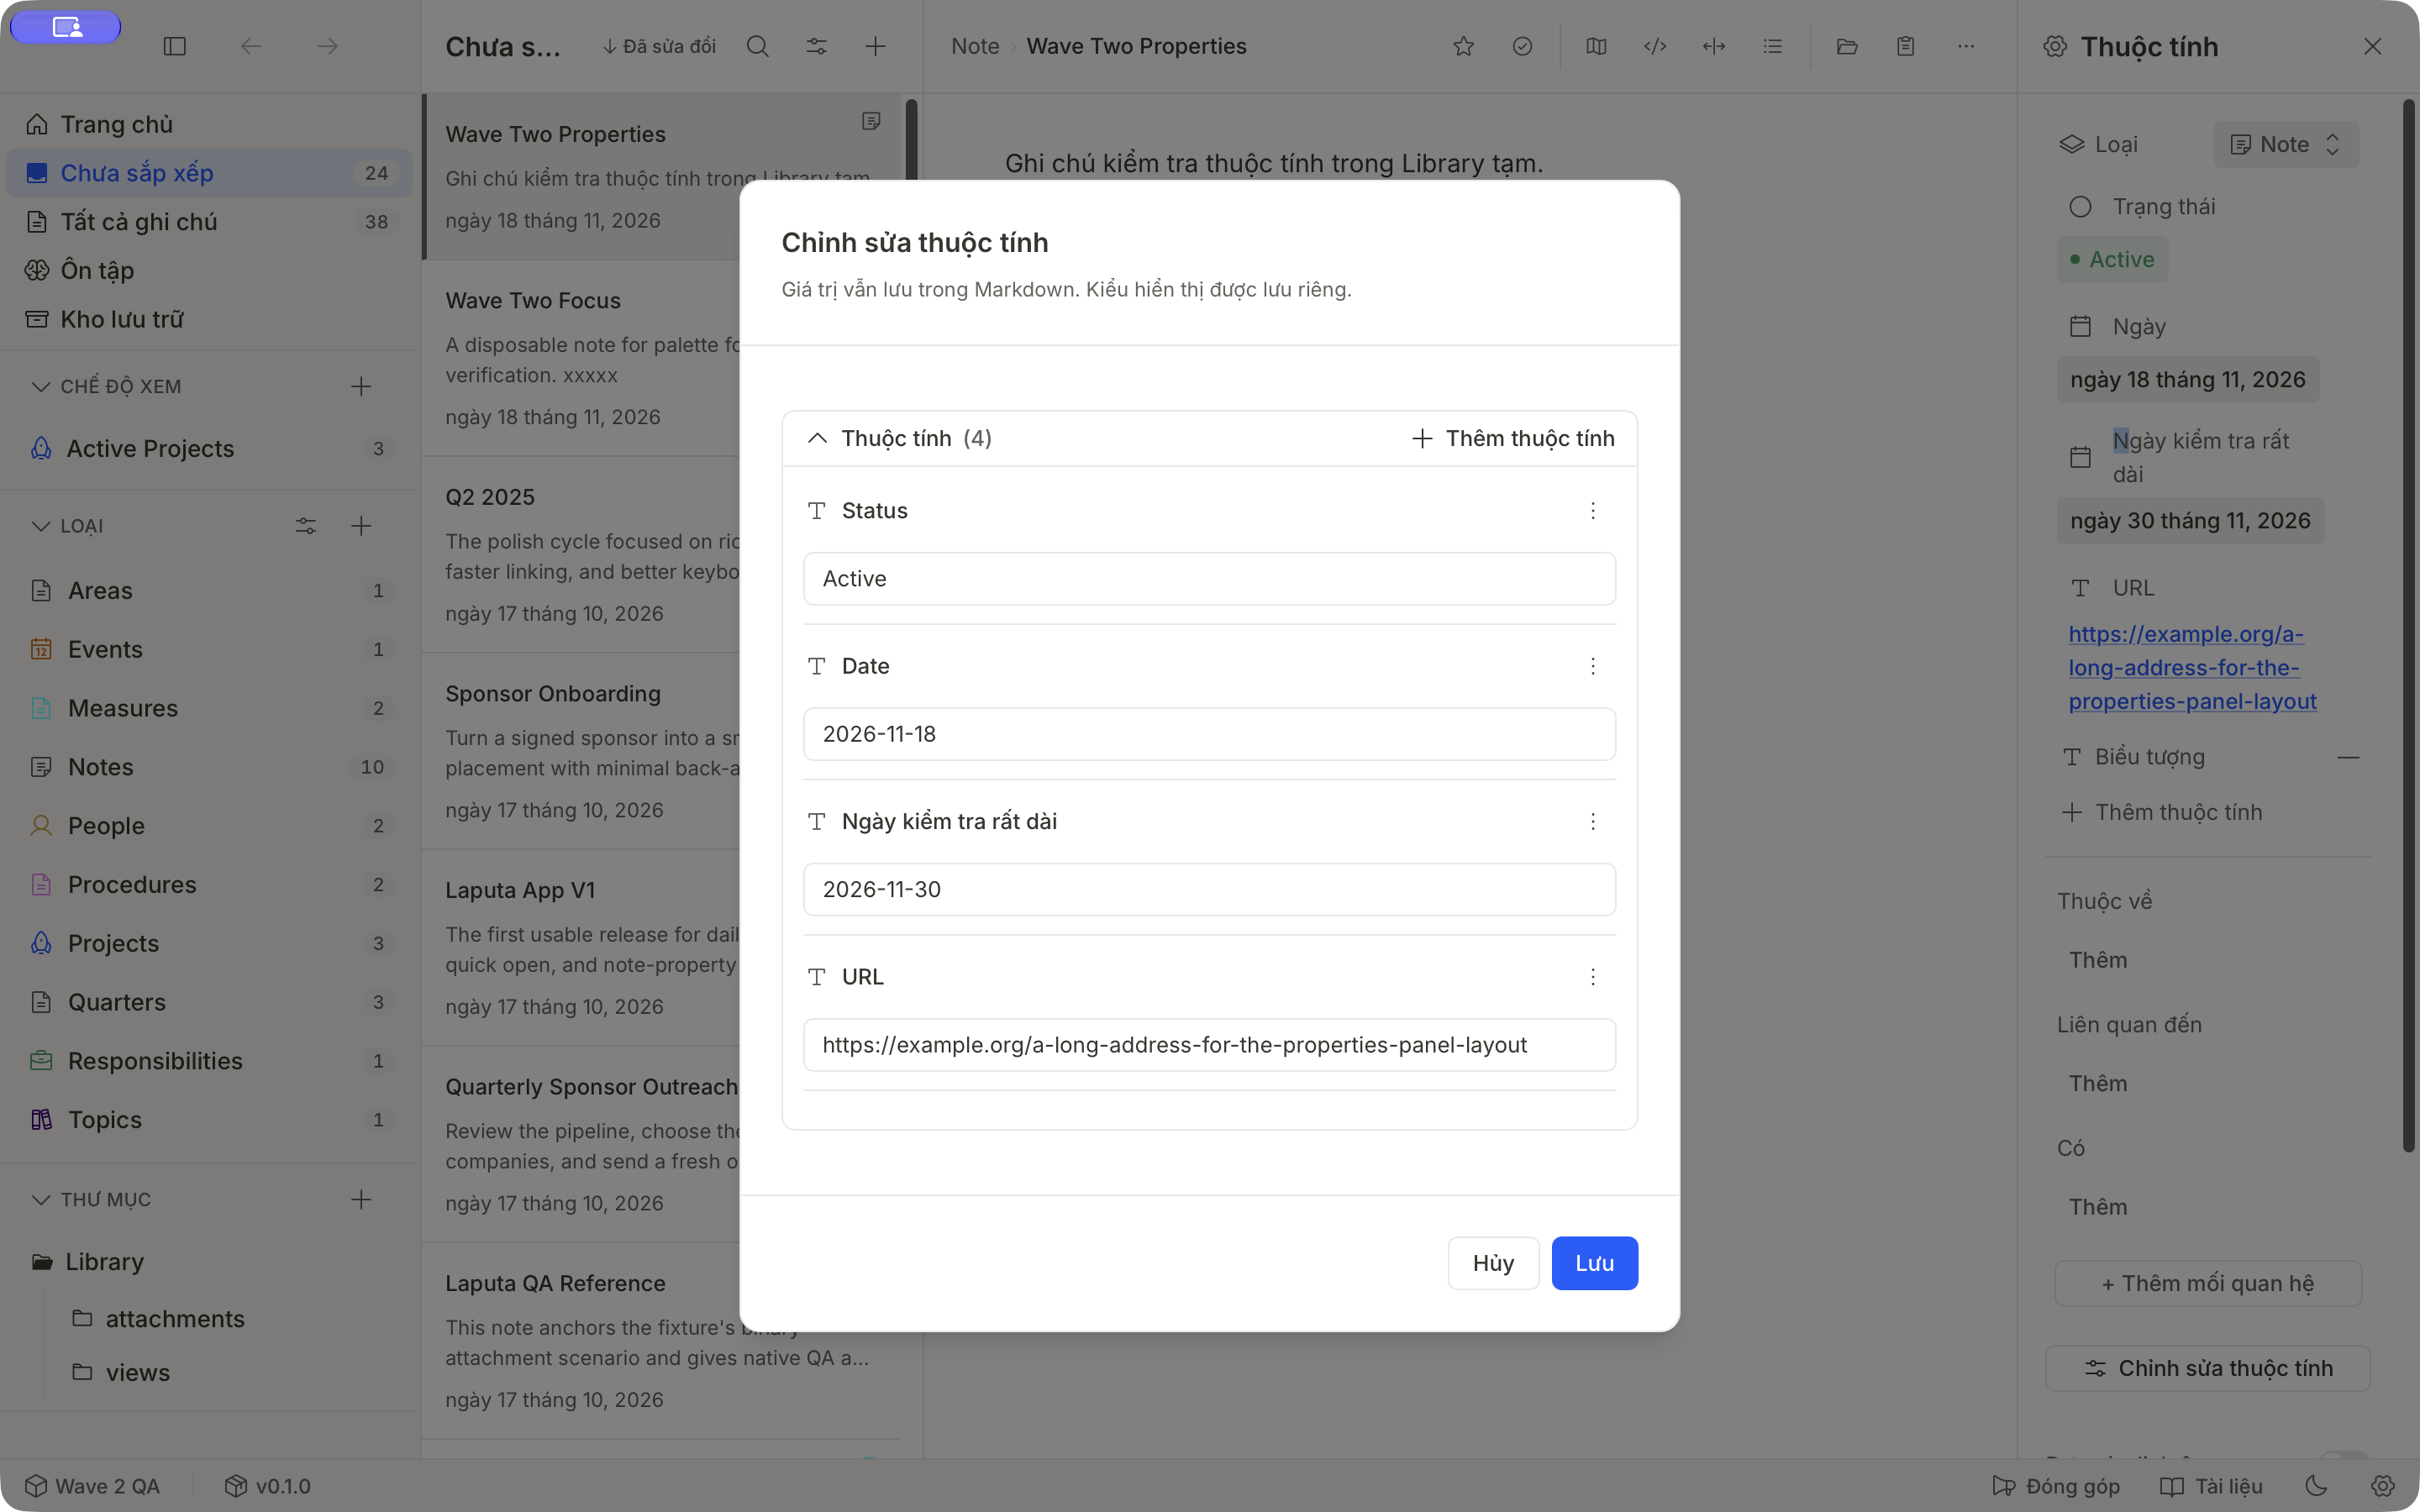 Chưa s...
Đã sửa đổi
Note
Wave Two Properties
Thuộc tính
Trang chủ
Chưa sắp xếp
24
Tất cả ghi chú
38
Ôn tập
Kho lưu trữ
CHẾ ĐỘ XEM
Active Projects
3
LOẠI
Areas
1
Events
1
Measures
2
Notes
10
People
2
Procedures
2
Projects
3
Quarters
3
Responsibilities
1
Topics
1
THƯ MỤC
Library
attachments
views
Wave Two Properties
Ghi chú kiểm tra thuộc tính trong Library tạm
ngày 18 tháng 11, 2026
Wave Two Focus
A disposable note for palette fo
verification. xxxxx
ngày 18 tháng 11, 2026
Q2 2025
The polish cycle focused on ric
faster linking, and better keybo
ngày 17 tháng 10, 2026
Sponsor Onboarding
Turn a signed sponsor into a sr
placement with minimal back-a
ngày 17 tháng 10, 2026
Laputa App V1
The first usable release for dail
quick open, and note-property
ngày 17 tháng 10, 2026
Quarterly Sponsor Outreach
Review the pipeline, choose the
companies, and send a fresh o
ngày 17 tháng 10, 2026
Laputa QA Reference
This note anchors the fixture's binary
attachment scenario and gives native QA a...
ngày 17 tháng 10, 2026
Ghi chú kiểm tra thuộc tính trong Library tạm.
Chỉnh sửa thuộc tính
Giá trị vẫn lưu trong Markdown. Kiểu hiển thị được lưu riêng.
Thuộc tính (4)
Thêm thuộc tính
Status
Active
Date
2026-11-18
Ngày kiểm tra rất dài
2026-11-30
URL
https://example.org/a-long-address-for-the-properties-panel-layout
Hủy
Lưu
Loại
Note
Trạng thái
Active
Ngày
ngày 18 tháng 11, 2026
Ngày kiểm tra rất
dài
ngày 30 tháng 11, 2026
URL
https://example.org/a-
long-address-for-the-
properties-panel-layout
Biểu tượng
—
Thêm thuộc tính
Thuộc về
Thêm
Liên quan đến
Thêm
Có
Thêm
+ Thêm mối quan hệ
Chỉnh sửa thuộc tính
Wave 2 QA
v0.1.0
Đóng góp
Tài liệu